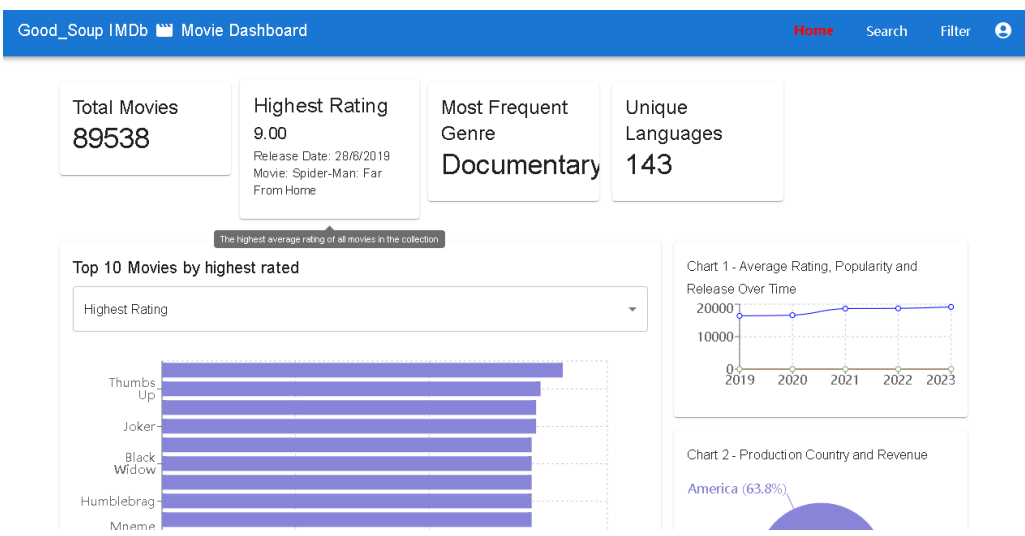 Good_Soup IMDb Movie Dashboard
Home Search Filter
Total Movies
89538
Highest Rating
9.00
Release Date: 28/6/2019
Movie: Spider-Man: Far
From Home
Most Frequent
Genre
Documentary
Unique
Languages
143
The highest average rating of all movies in the collection
Top 10 Movies by highest rated
Highest Rating
Thumbs
Up
Joker
Black
Widow
Humblebrag
Mneme
Chart 1 - Average Rating, Popularity and
Release Over Time
20000
10000
0
2019 2020 2021 2022 2023
Chart 2 - Production Country and Revenue
America (63.8%)